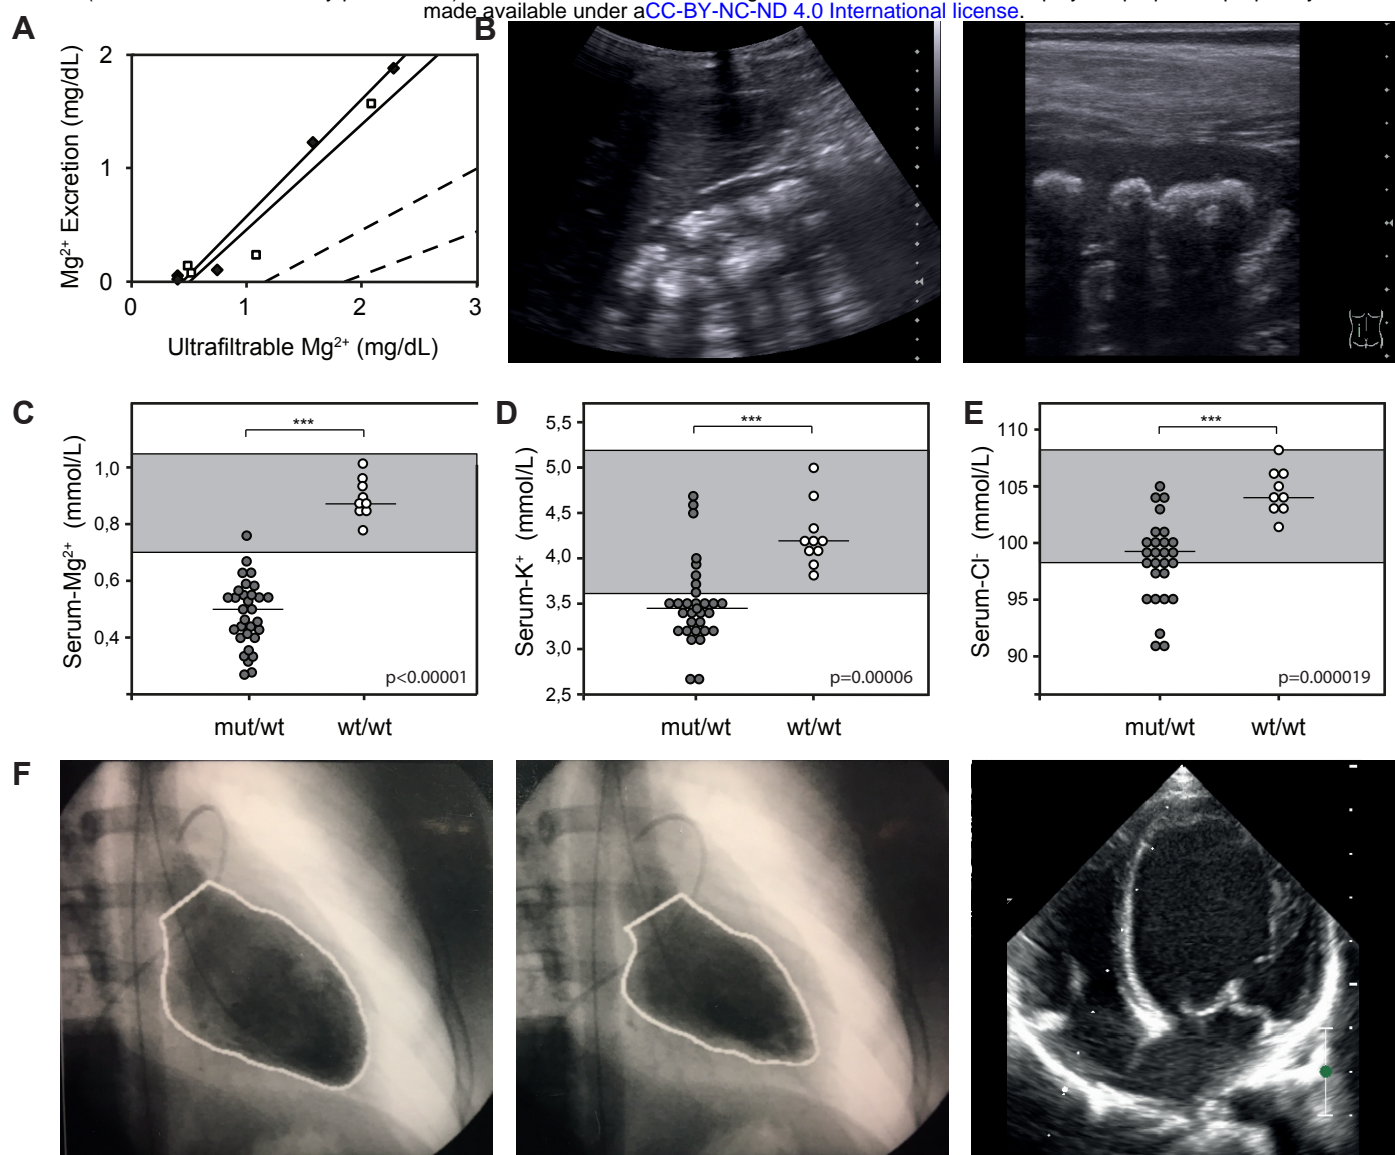 made available under aCC-BY-NC-ND 4.0 International license.
A
B
Mg²⁺ Excretion (mg/dL)
2
1
0
0 1 2 3
Ultrafiltrable Mg²⁺ (mg/dL)
i
C
Serum-Mg²⁺ (mmol/L)
1,0
0,8
0,6
0,4
***
p<0.00001
mut/wt wt/wt
D
Serum-K⁺ (mmol/L)
5,5
5,0
4,5
4,0
3,5
3,0
2,5
***
p=0.00006
mut/wt wt/wt
E
Serum-Cl⁻ (mmol/L)
110
105
100
95
90
***
p=0.000019
mut/wt wt/wt
F